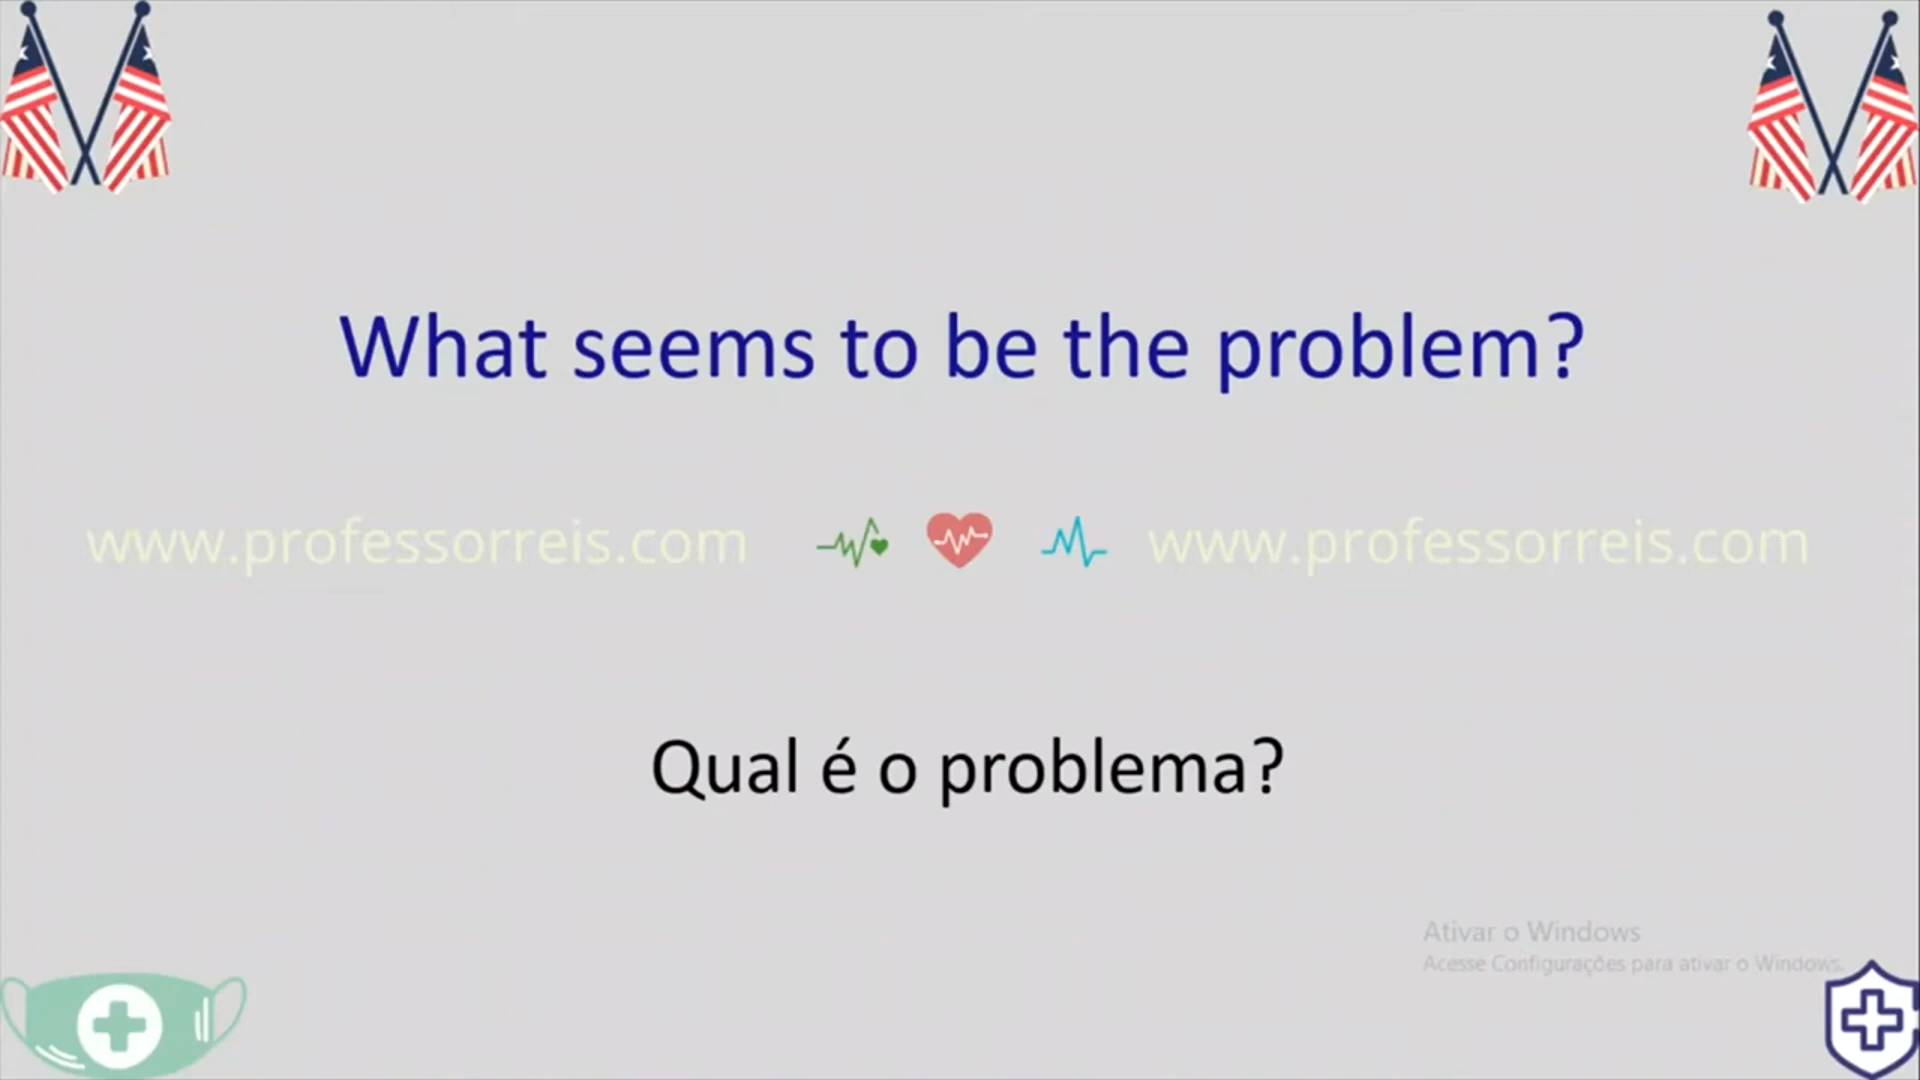 What seems to be the problem?
www.professorreis.com www.professorreis.com
Qual é o problema?
Ativar o Windows
Acesse Configurações para ativar o Windows.